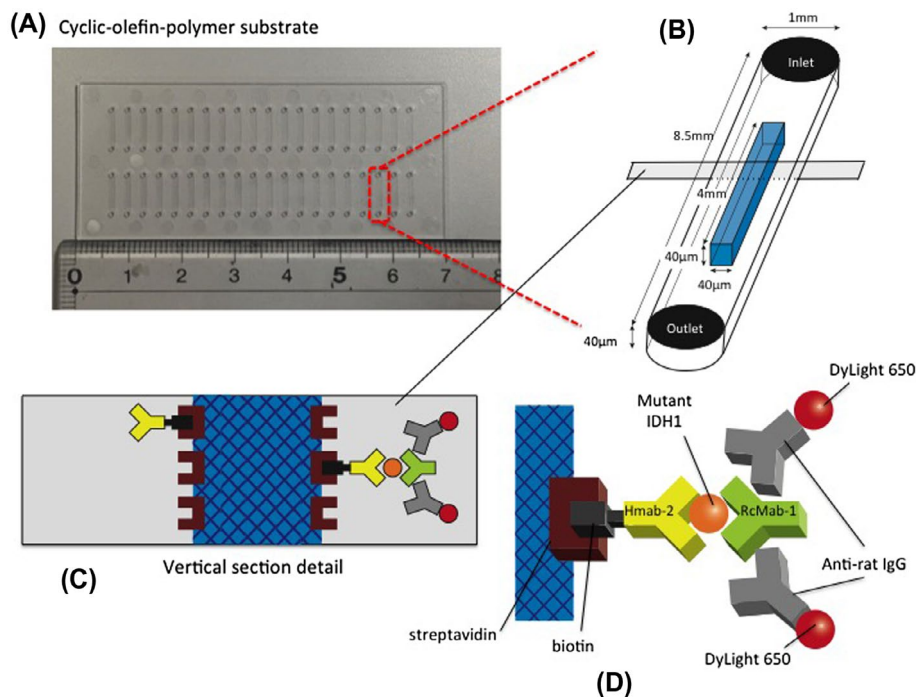 (A) Cyclic-olefin-polymer substrate
0 1 2 3 4 5 6 7 8
(B)
1mm
Inlet
8.5mm
4mm
40μm
40μm
Outlet
40μm
(C)
Vertical section detail
(D)
DyLight 650
Mutant
IDH1
Hmab-2
RcMab-1
Anti-rat IgG
streptavidin
biotin
DyLight 650